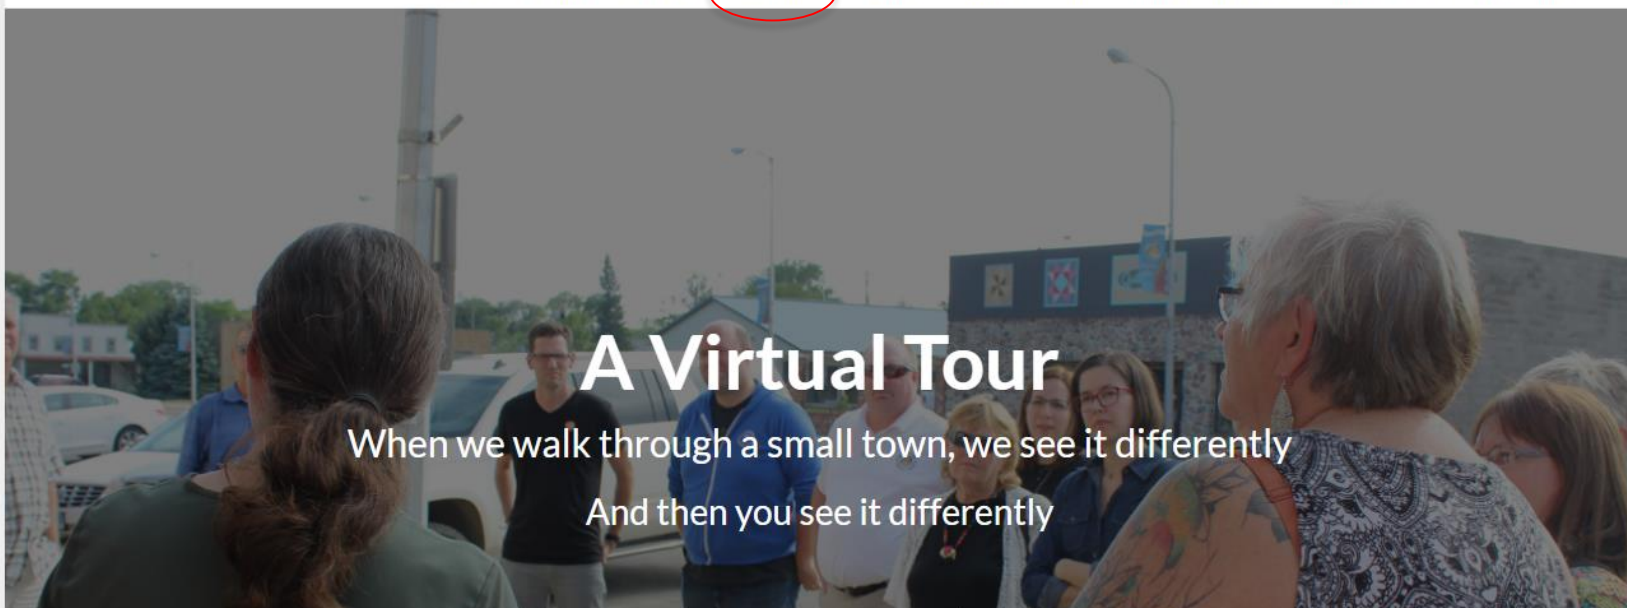 A Virtual Tour
When we walk through a small town, we see it differently
And then you see it differently